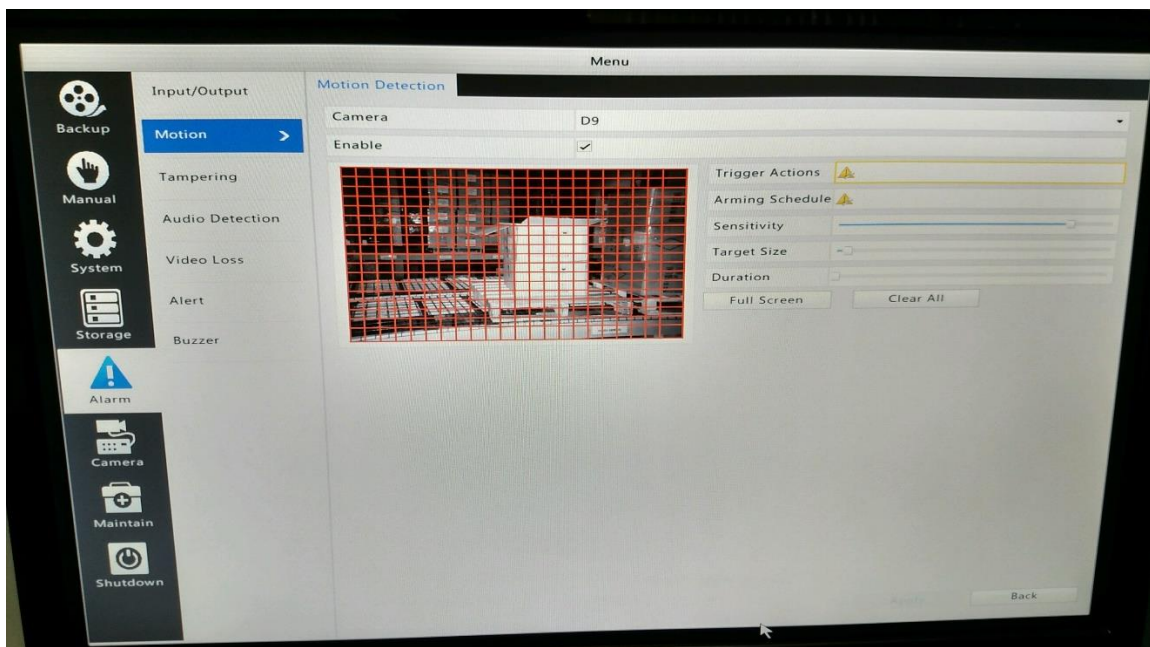 Menu
Backup
Manual
System
Storage
Alarm
Camera
Maintain
Shutdown
Input/Output
Motion >
Tampering
Audio Detection
Video Loss
Alert
Buzzer
Motion Detection
Camera D9
Enable
Trigger Actions
Arming Schedule
Sensitivity
Target Size
Duration
Full Screen Clear All
Back